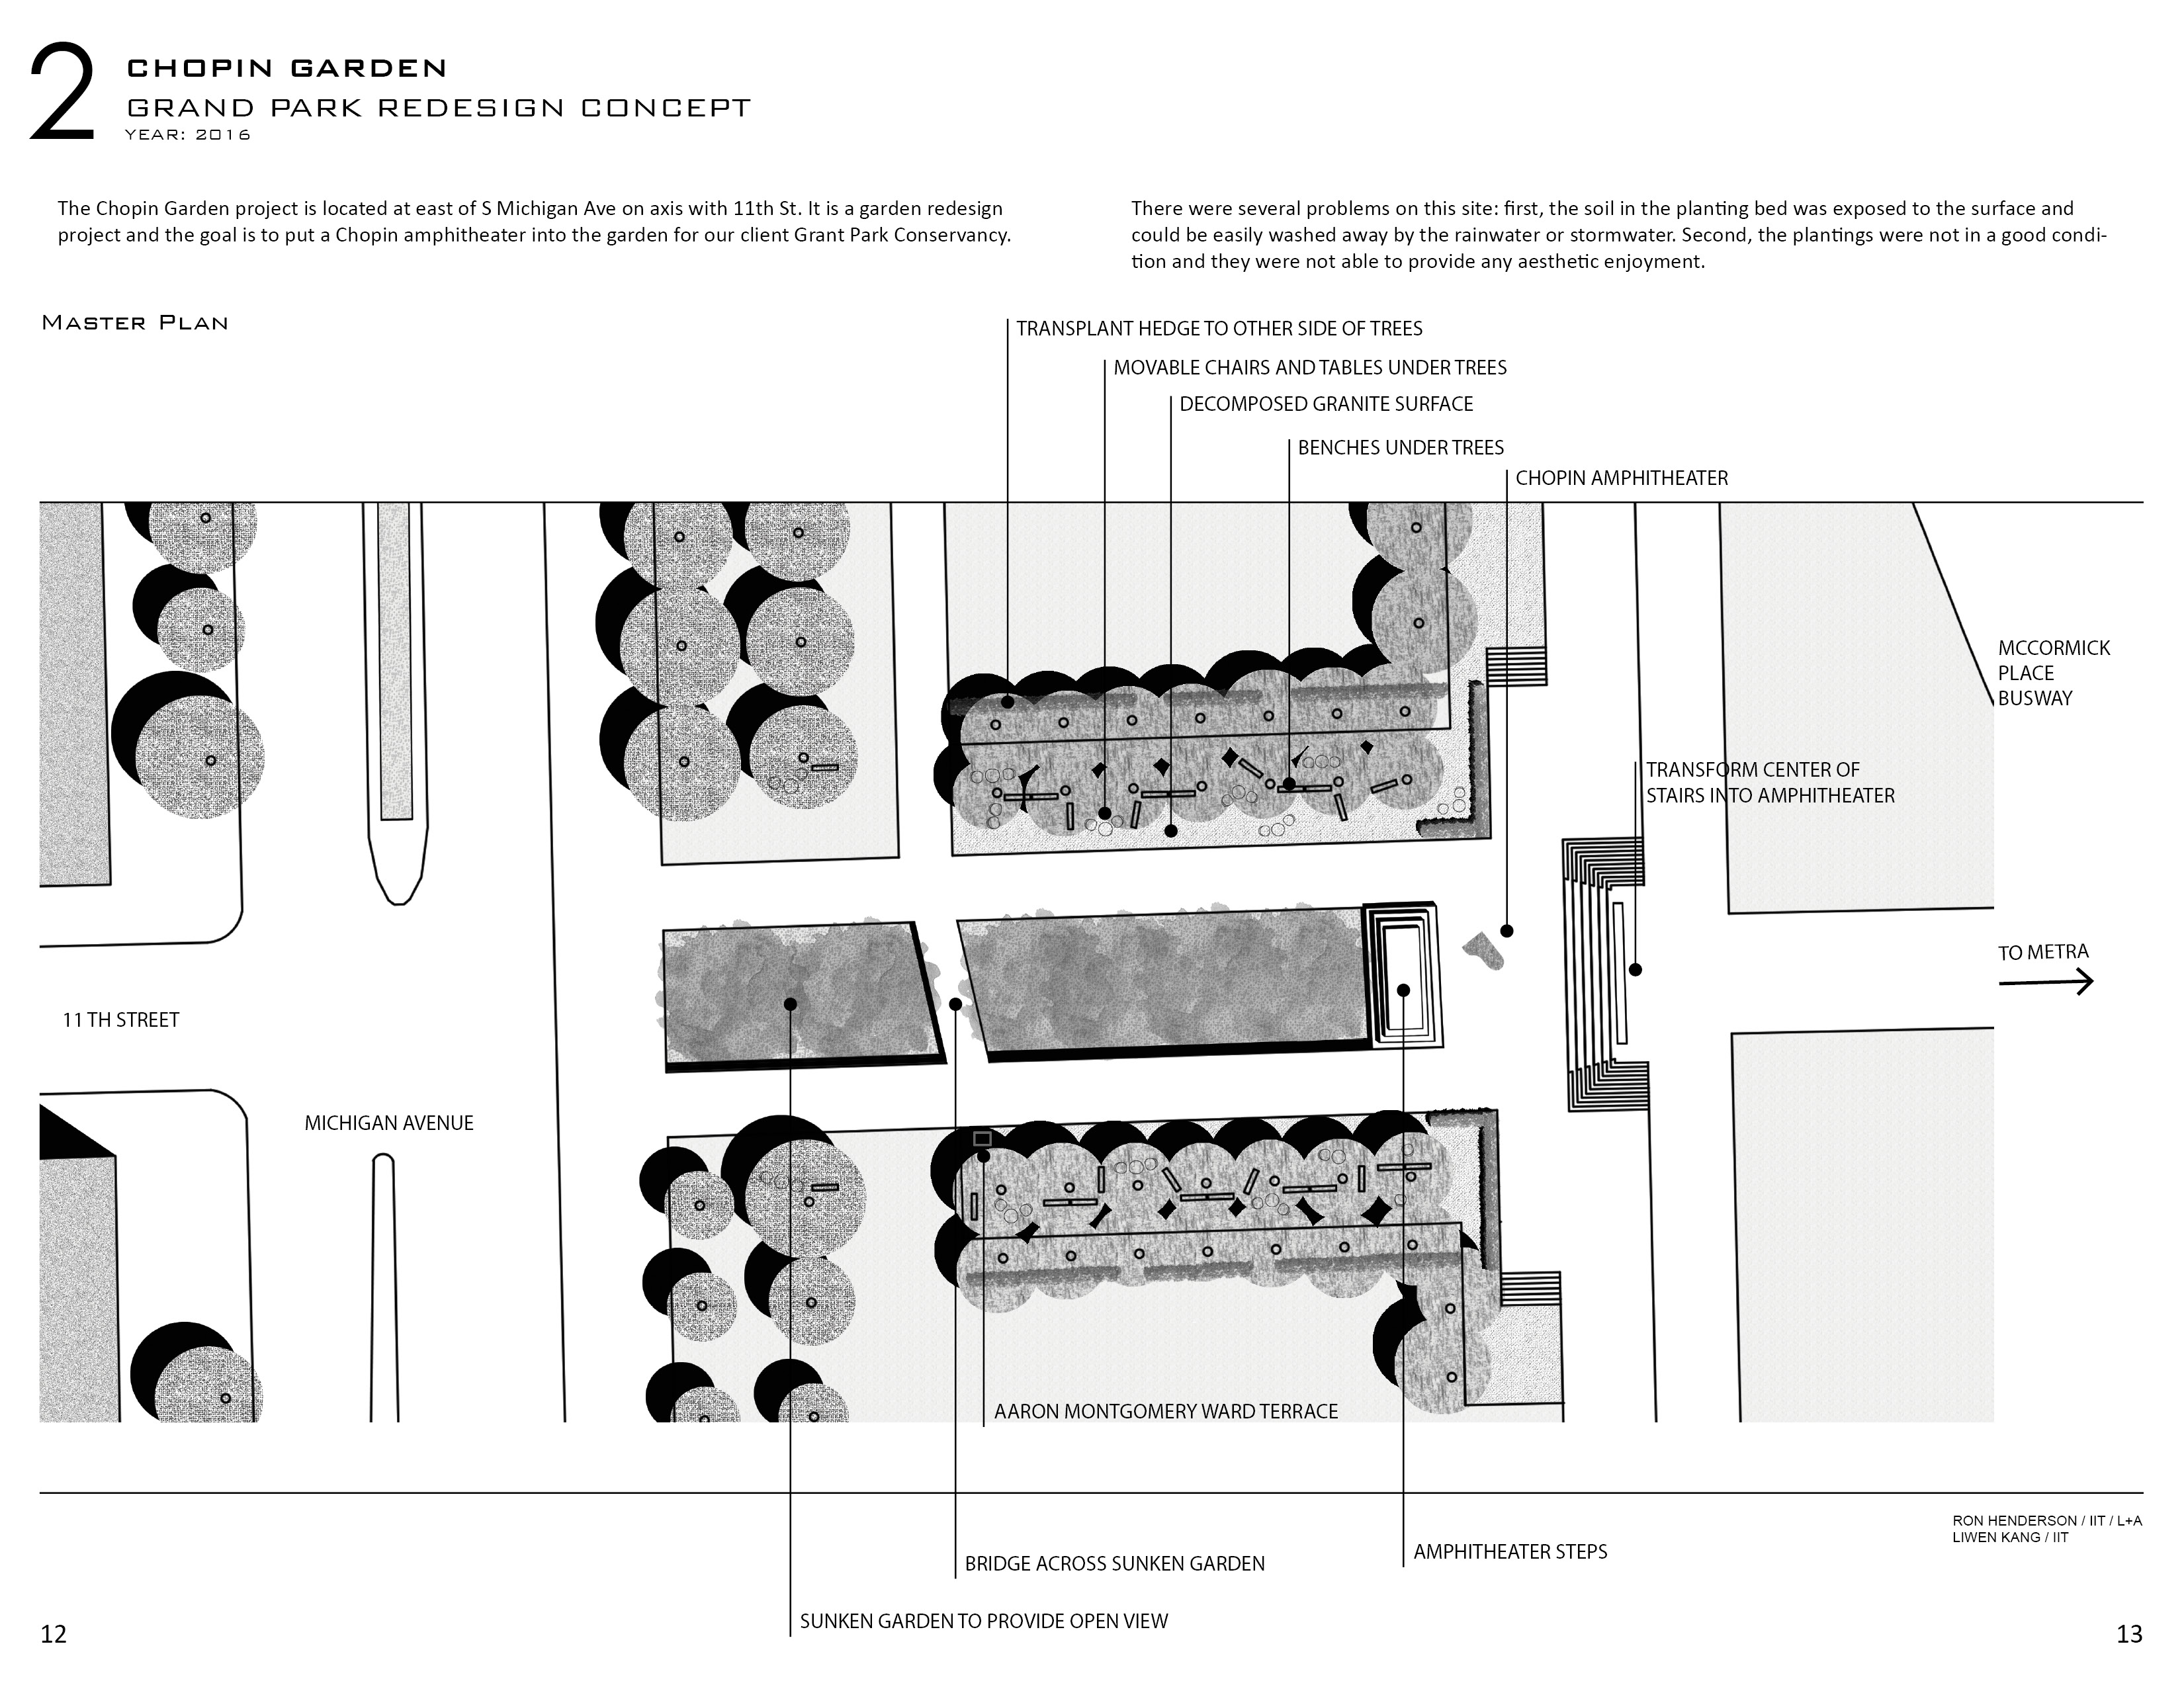 2
CHOPIN GARDEN
GRAND PARK REDESIGN CONCEPT
YEAR: 2016
The Chopin Garden project is located at east of S Michigan Ave on axis with 11th St. It is a garden redesign
project and the goal is to put a Chopin amphitheater into the garden for our client Grant Park Conservancy.
There were several problems on this site: first, the soil in the planting bed was exposed to the surface and
could be easily washed away by the rainwater or stormwater. Second, the plantings were not in a good condi-
tion and they were not able to provide any aesthetic enjoyment.
MASTER PLAN
TRANSPLANT HEDGE TO OTHER SIDE OF TREES
MOVABLE CHAIRS AND TABLES UNDER TREES
DECOMPOSED GRANITE SURFACE
BENCHES UNDER TREES
CHOPIN AMPHITHEATER
MCCORMICK
PLACE
BUSWAY
TRANSFORM CENTER OF
STAIRS INTO AMPHITHEATER
TO METRA
11 TH STREET
MICHIGAN AVENUE
AARON MONTGOMERY WARD TERRACE
RON HENDERSON / IIT / L+A
LIWEN KANG / IIT
AMPHITHEATER STEPS
BRIDGE ACROSS SUNKEN GARDEN
SUNKEN GARDEN TO PROVIDE OPEN VIEW
12
13